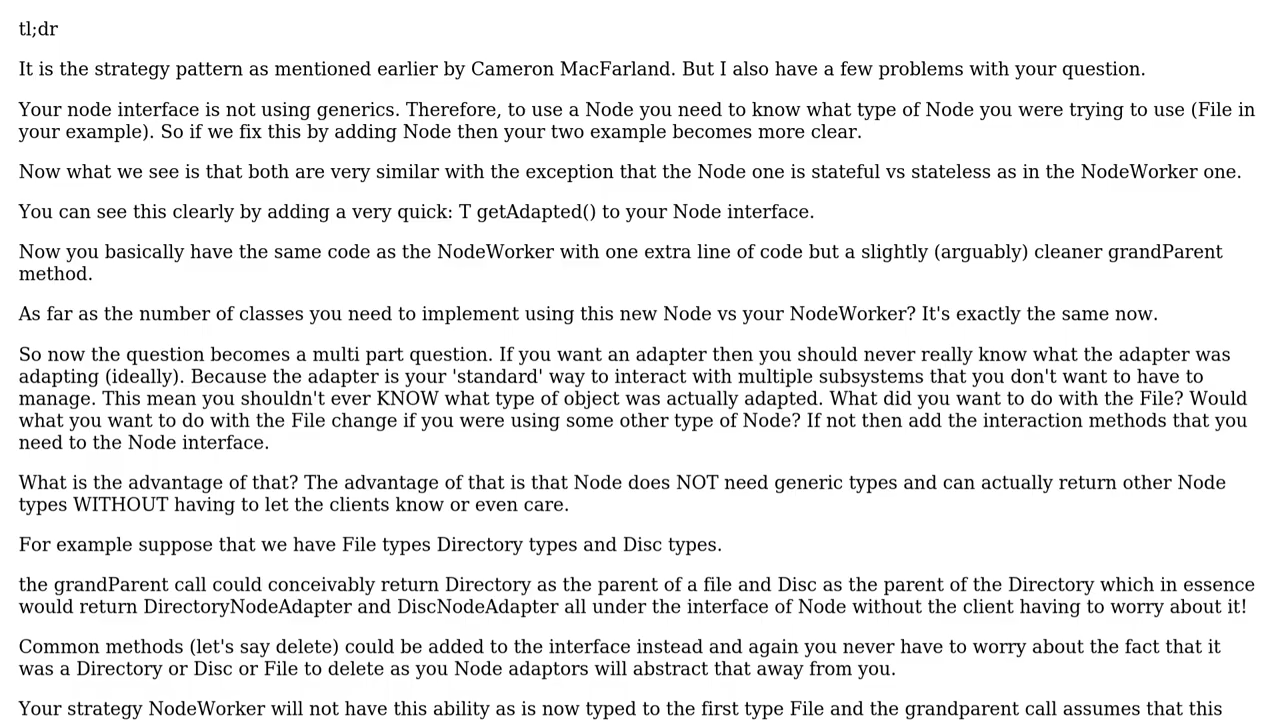 tl;dr
It is the strategy pattern as mentioned earlier by Cameron MacFarland. But I also have a few problems with your question.
Your node interface is not using generics. Therefore, to use a Node you need to know what type of Node you were trying to use (File in
your example). So if we fix this by adding Node then your two example becomes more clear.
Now what we see is that both are very similar with the exception that the Node one is stateful vs stateless as in the NodeWorker one.
You can see this clearly by adding a very quick: T getAdapted() to your Node interface.
Now you basically have the same code as the NodeWorker with one extra line of code but a slightly (arguably) cleaner grandParent
method.
As far as the number of classes you need to implement using this new Node vs your NodeWorker? It's exactly the same now.
So now the question becomes a multi part question. If you want an adapter then you should never really know what the adapter was
adapting (ideally). Because the adapter is your 'standard' way to interact with multiple subsystems that you don't want to have to
manage. This mean you shouldn't ever KNOW what type of object was actually adapted. What did you want to do with the File? Would
what you want to do with the File change if you were using some other type of Node? If not then add the interaction methods that you
need to the Node interface.
What is the advantage of that? The advantage of that is that Node does NOT need generic types and can actually return other Node
types WITHOUT having to let the clients know or even care.
For example suppose that we have File types Directory types and Disc types.
the grandParent call could conceivably return Directory as the parent of a file and Disc as the parent of the Directory which in essence
would return DirectoryNodeAdapter and DiscNodeAdapter all under the interface of Node without the client having to worry about it!
Common methods (let's say delete) could be added to the interface instead and again you never have to worry about the fact that it
was a Directory or Disc or File to delete as you Node adaptors will abstract that away from you.
Your strategy NodeWorker will not have this ability as is now typed to the first type File and the grandparent call assumes that this